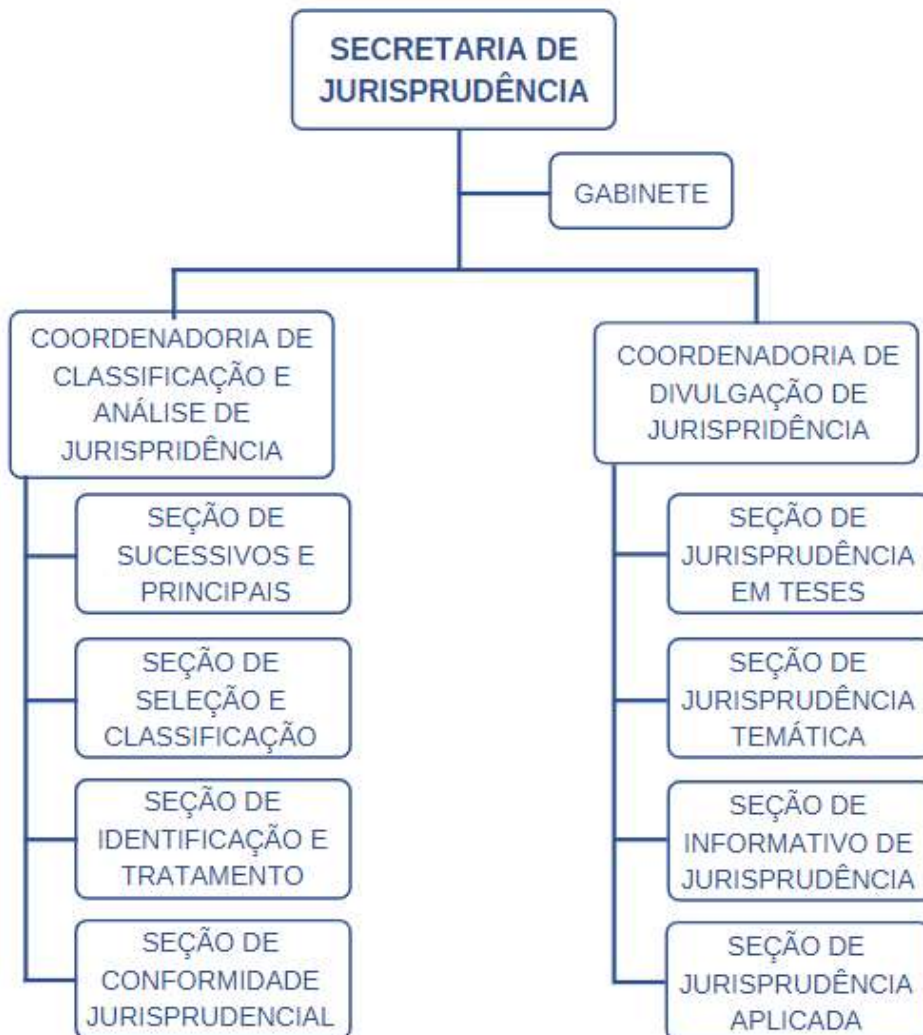 SECRETARIA DE
JURISPRUDÊNCIA
GABINETE
COORDENADORIA DE
CLASSIFICAÇÃO E
ANÁLISE DE
JURISPRIDÊNCIA
SEÇÃO DE
SUCESSIVOS E
PRINCIPAIS
SEÇÃO DE
SELEÇÃO E
CLASSIFICAÇÃO
SEÇÃO DE
IDENTIFICAÇÃO E
TRATAMENTO
SEÇÃO DE
CONFORMIDADE
JURISPRUDENCIAL
COORDENADORIA DE
DIVULGAÇÃO DE
JURISPRIDÊNCIA
SEÇÃO DE
JURISPRUDÊNCIA
EM TESES
SEÇÃO DE
JURISPRUDÊNCIA
TEMÁTICA
SEÇÃO DE
INFORMATIVO DE
JURISPRUDÊNCIA
SEÇÃO DE
JURISPRUDÊNCIA
APLICADA